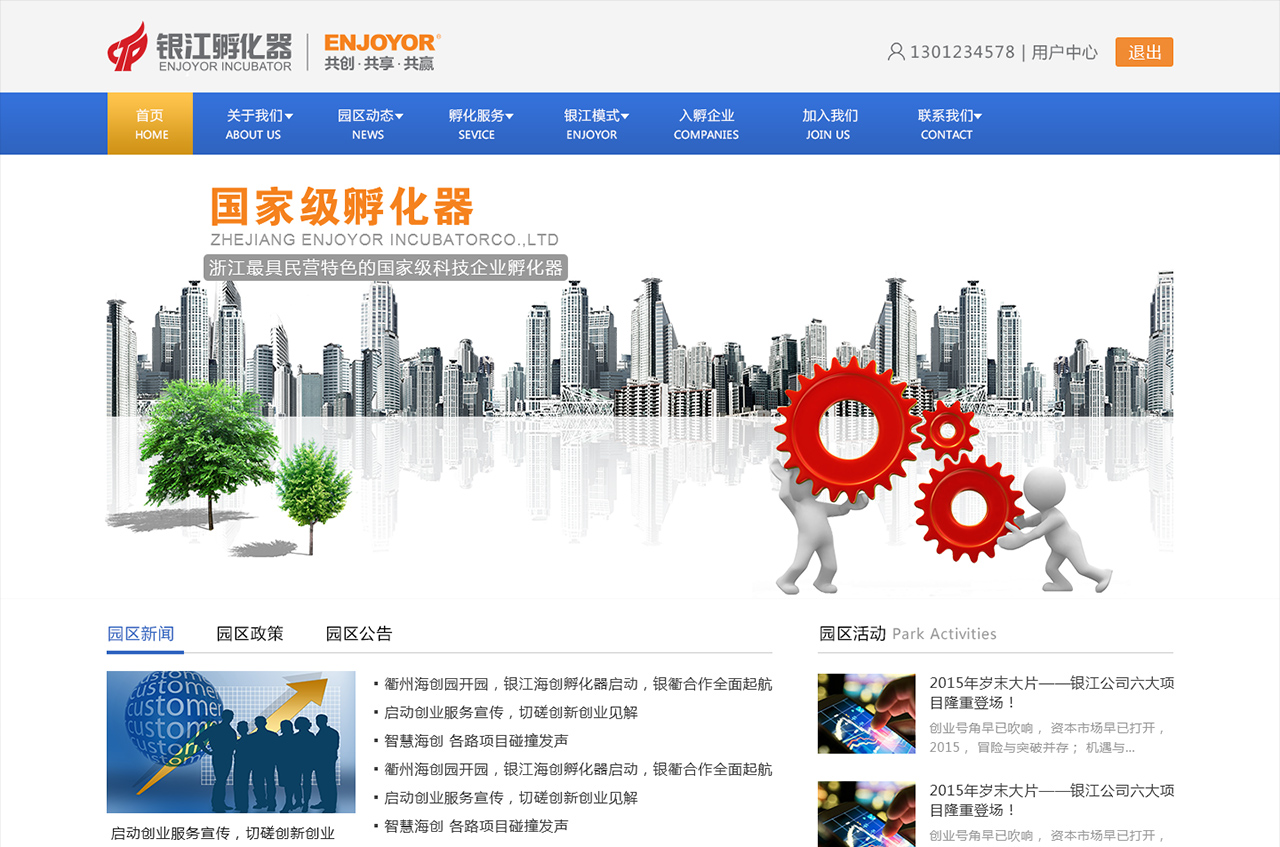 银江孵化器
ENJOYOR INCUBATOR
ENJOYOR®
共创·共享·共赢
1301234578 | 用户中心
退出
首页
HOME
关于我们
ABOUT US
园区动态
NEWS
孵化服务
SEVICE
银江模式
ENJOYOR
入孵企业
COMPANIES
加入我们
JOIN US
联系我们
CONTACT
国家级孵化器
ZHEJIANG ENJOYOR INCUBATORCO.,LTD
浙江最具民营特色的国家级科技企业孵化器
园区新闻
园区政策
园区公告
customer
custome
customer
custome
启动创业服务宣传，切磋创新创业
▪ 衢州海创园开园，银江海创孵化器启动，银衢合作全面起航
▪ 启动创业服务宣传，切磋创新创业见解
▪ 智慧海创 各路项目碰撞发声
▪ 衢州海创园开园，银江海创孵化器启动，银衢合作全面起航
▪ 启动创业服务宣传，切磋创新创业见解
▪ 智慧海创 各路项目碰撞发声
园区活动 Park Activities
2015年岁末大片——银江公司六大项
目隆重登场！
创业号角早已吹响， 资本市场早已打开，
2015， 冒险与突破并存； 机遇与...
2015年岁末大片——银江公司六大项
目隆重登场！
创业号角早已吹响， 资本市场早已打开，